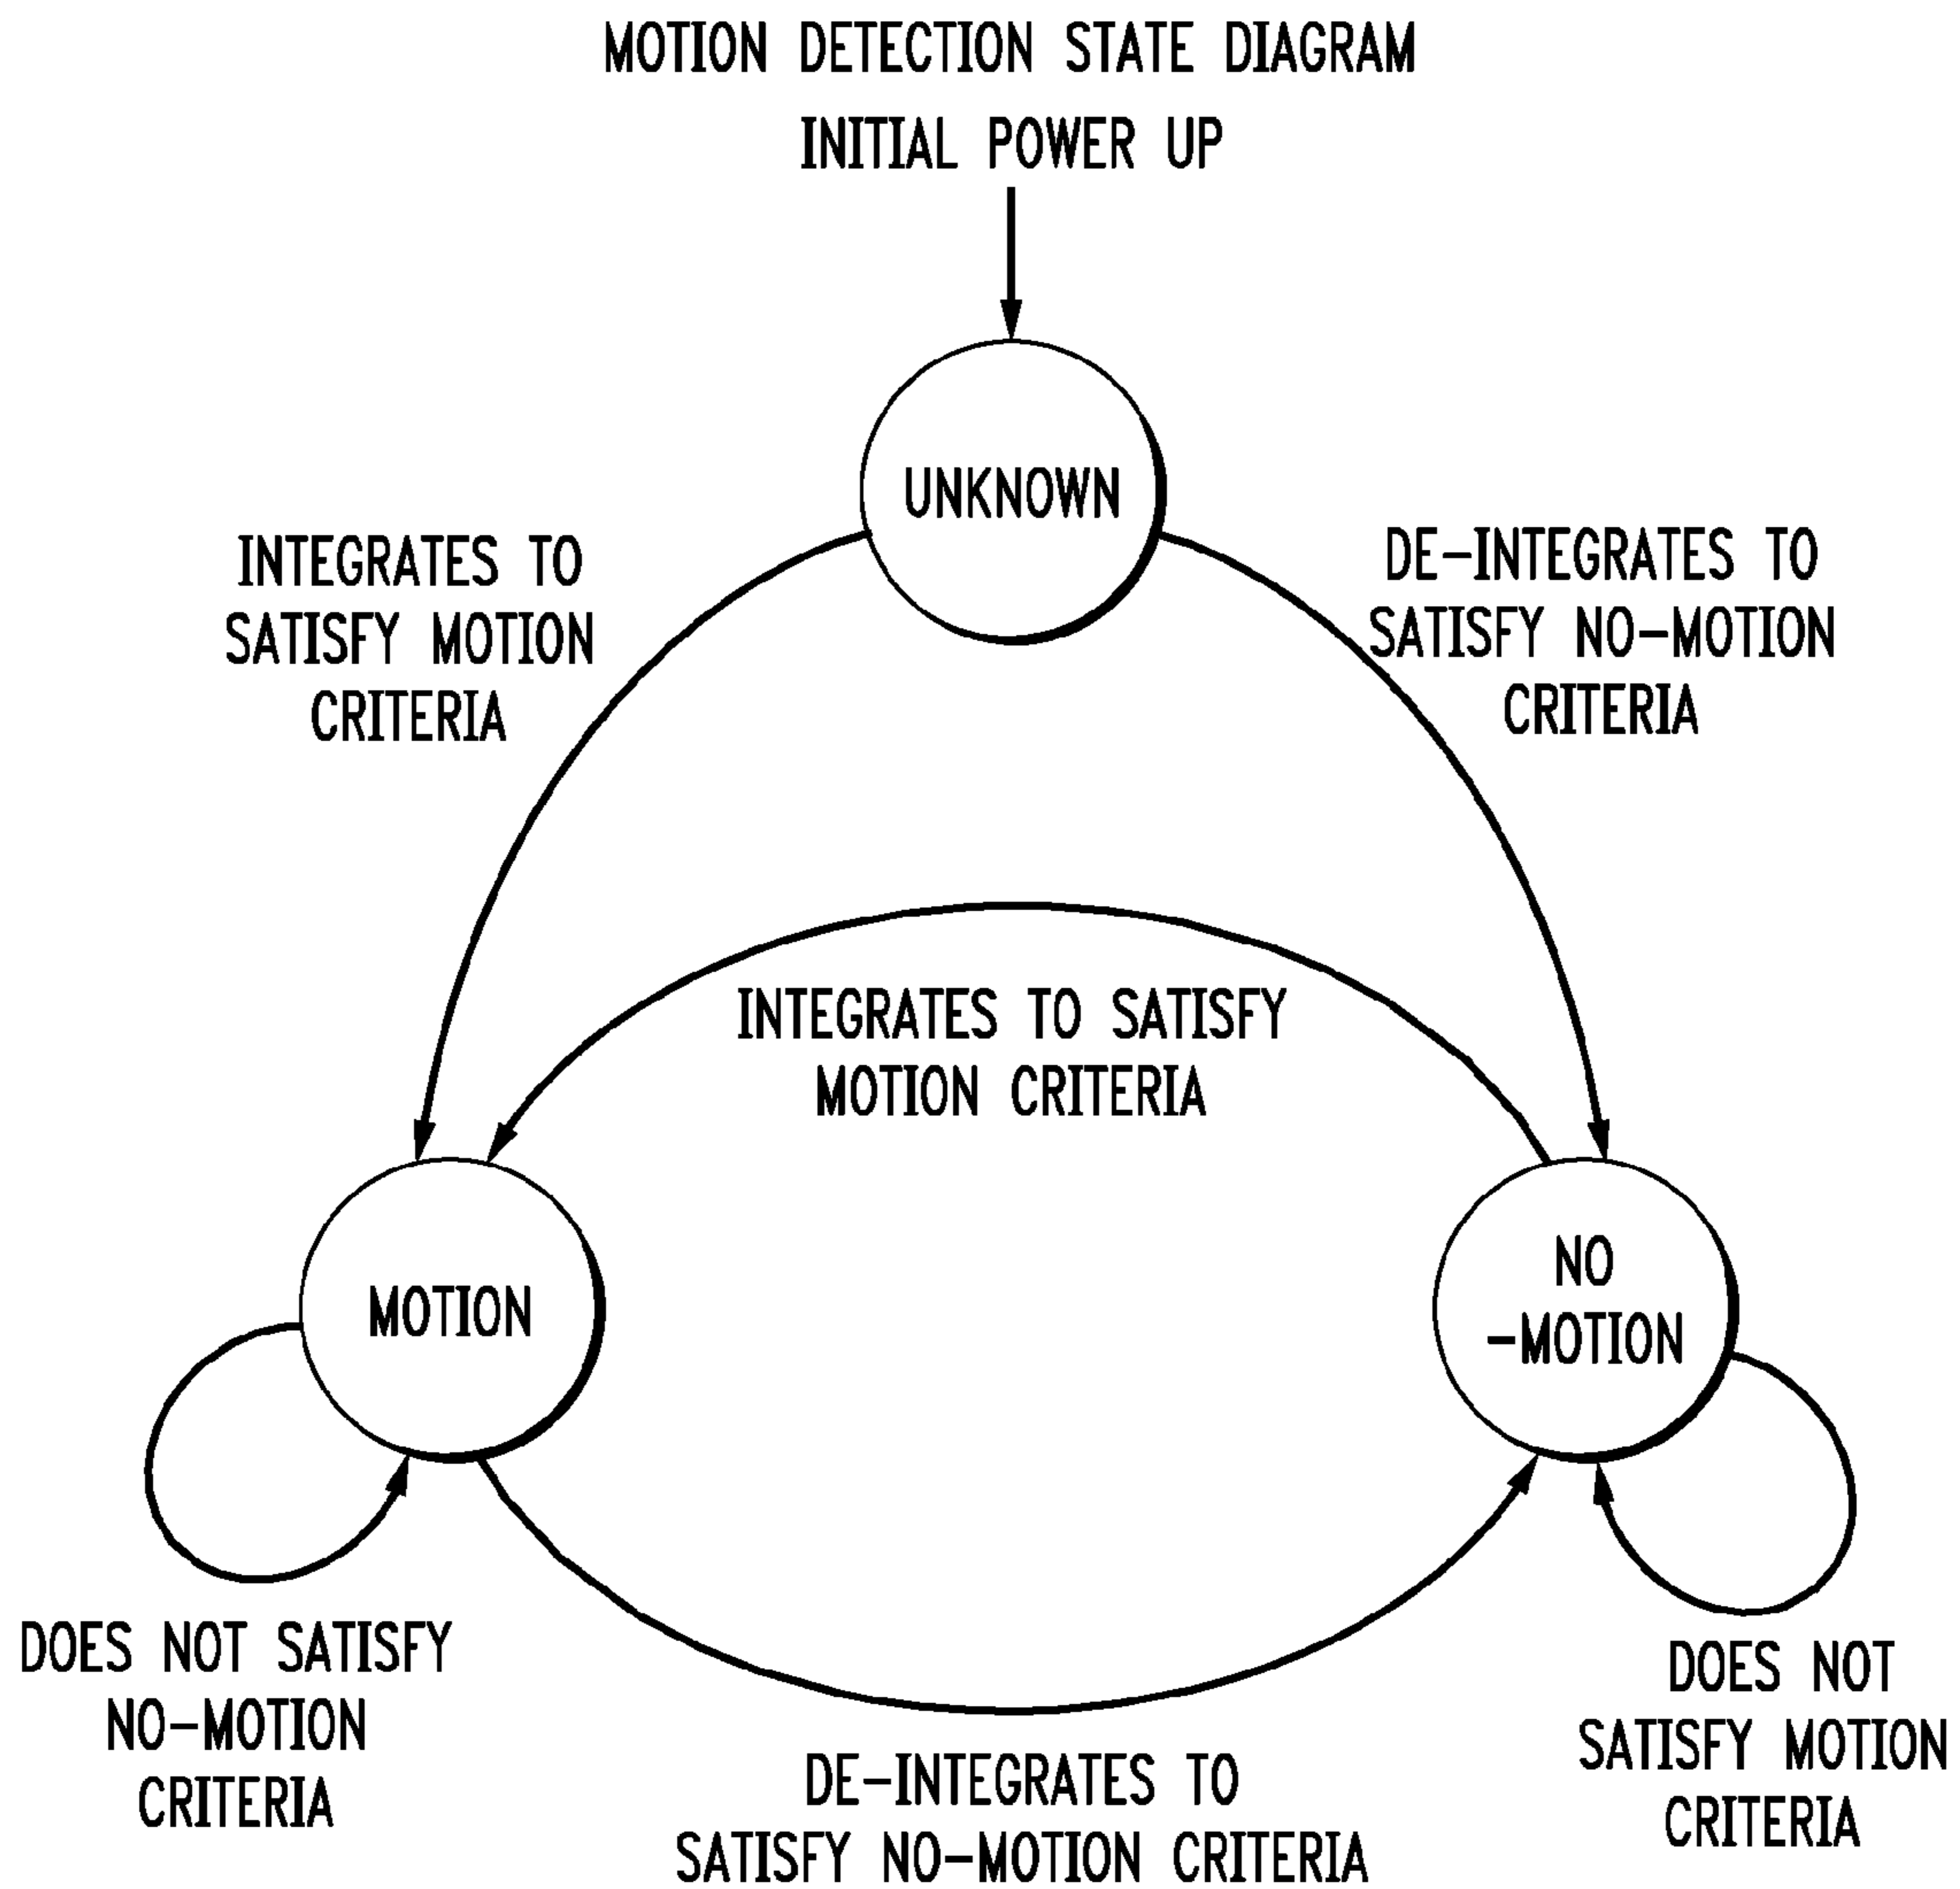 MOTION DETECTION STATE DIAGRAM
INITIAL POWER UP
UNKNOWN
INTEGRATES TO
SATISFY MOTION
CRITERIA
DE-INTEGRATES TO
SATISFY NO-MOTION
CRITERIA
INTEGRATES TO SATISFY
MOTION CRITERIA
MOTION
NO
-MOTION
DOES NOT SATISFY
NO-MOTION
CRITERIA
DE-INTEGRATES TO
SATISFY NO-MOTION CRITERIA
DOES NOT
SATISFY MOTION
CRITERIA